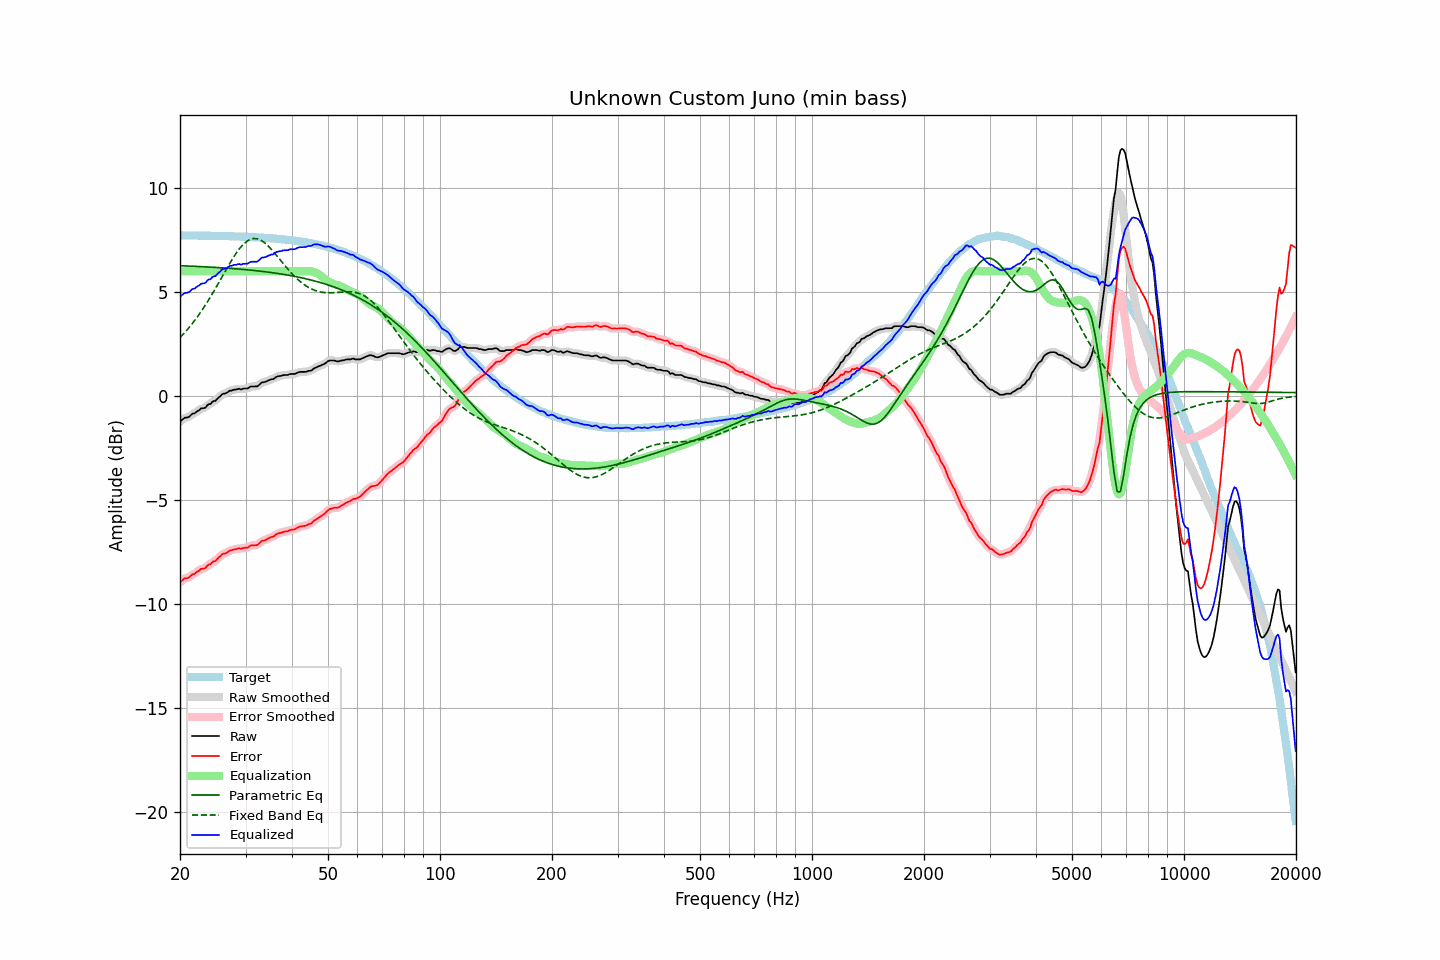 Unknown Custom Juno (min bass)
Amplitude (dBr)
10
5
0
−5
−10
−15
−20
Target
Raw Smoothed
Error Smoothed
Raw
Error
Equalization
Parametric Eq
Fixed Band Eq
Equalized
20 50 100 200 500 1000 2000 5000 10000 20000
Frequency (Hz)